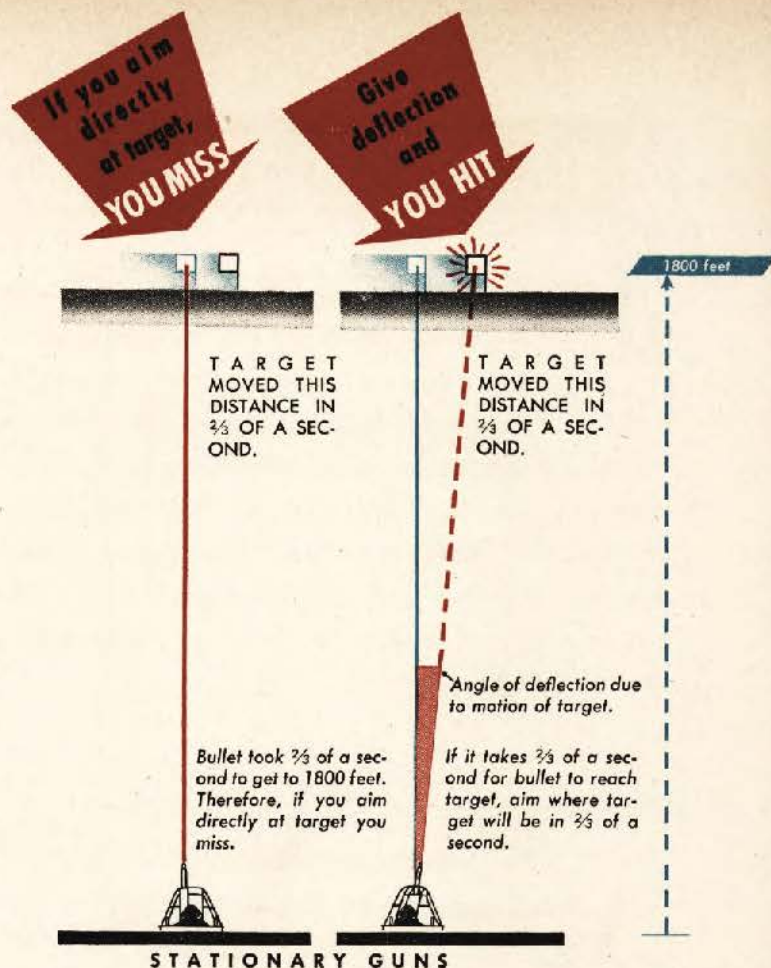 If you aim
directly
at target,
YOU MISS
Give
deflection
and
YOU HIT
1800 feet
TARGET
MOVED THIS
DISTANCE IN
⅔ OF A SEC-
OND.
TARGET
MOVED THIS
DISTANCE IN
⅔ OF A SEC-
OND.
Angle of deflection due
to motion of target.
Bullet took ⅔ of a sec-
ond to get to 1800 feet.
Therefore, if you aim
directly at target you
miss.
If it takes ⅔ of a sec-
ond for bullet to reach
target, aim where tar-
get will be in ⅔ of a
second.
STATIONARY GUNS